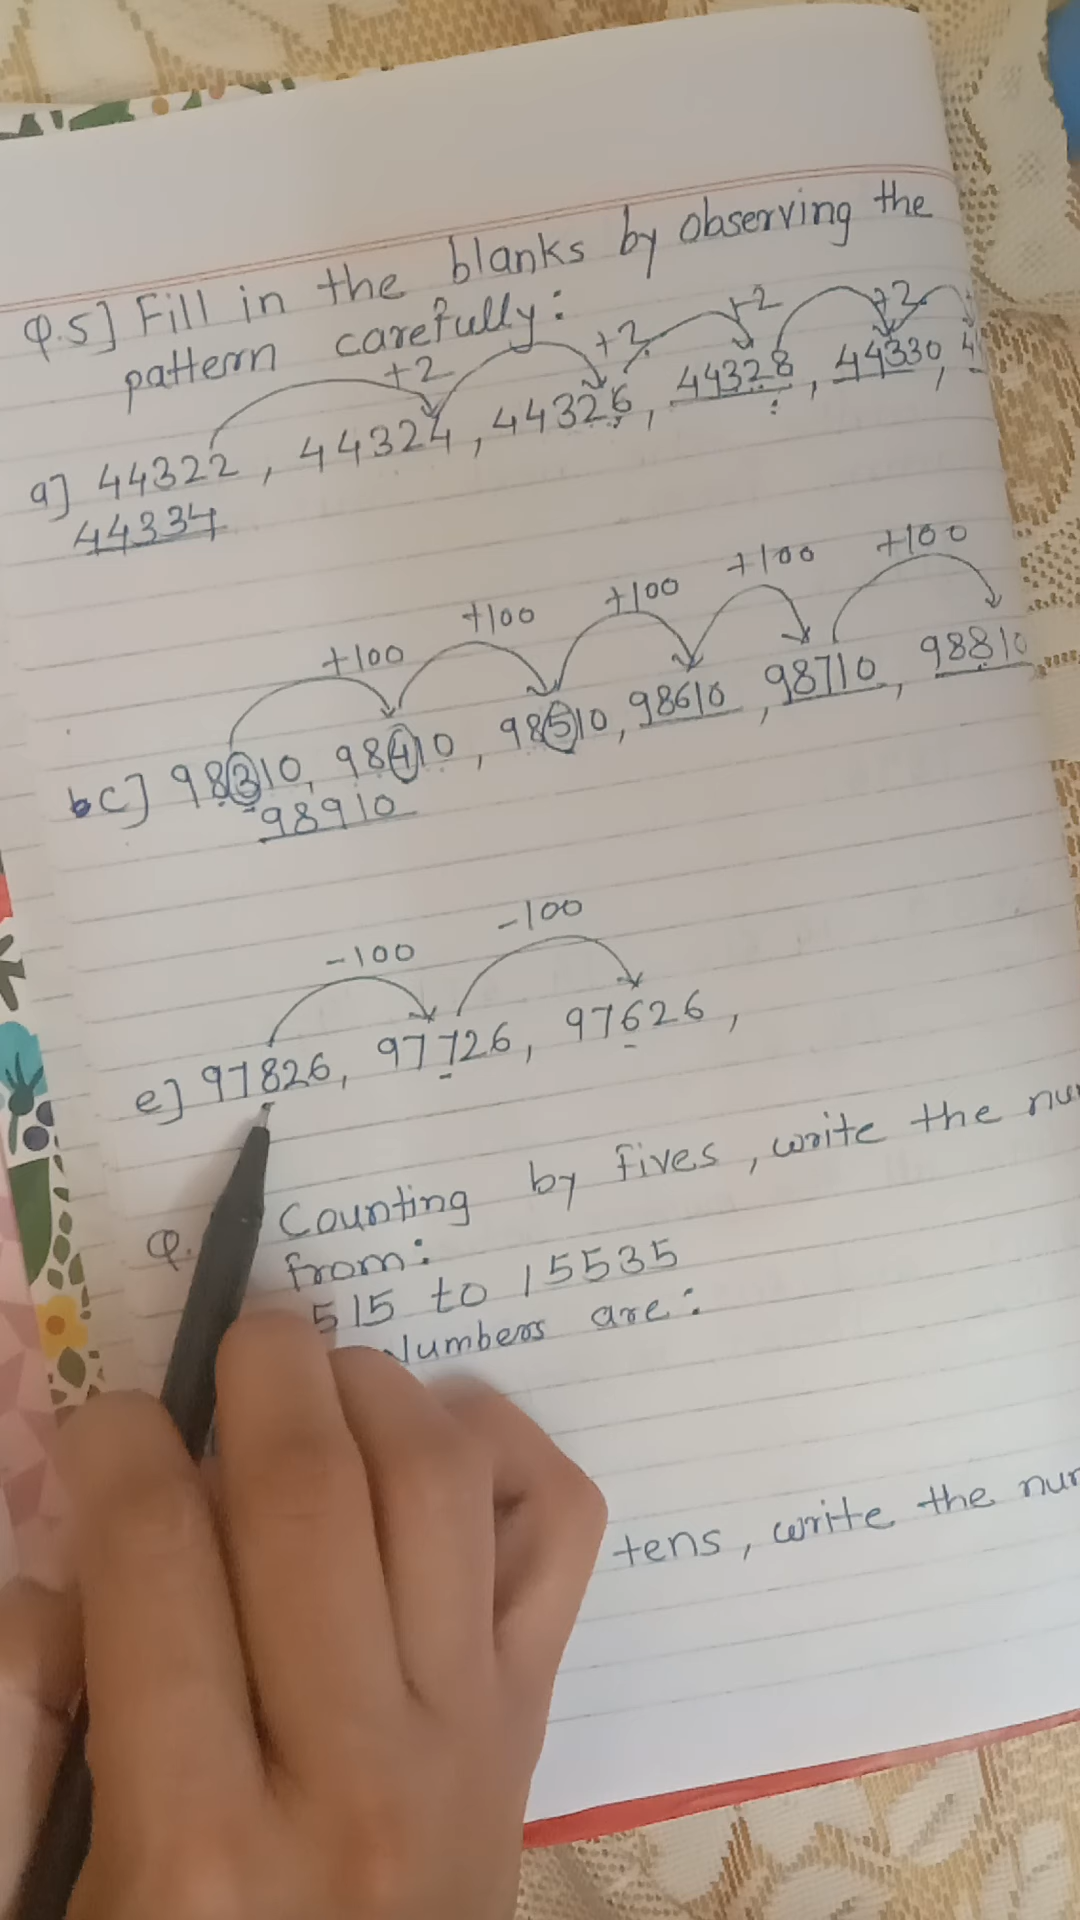 Q.5] Fill in the blanks by observing the
pattern carefully:
+2 +2 +2 +2
a] 44322, 44324, 44326, 44328, 44330,
44334
+100 +100 +100 +100 +100
bc] 98310, 98410, 98510, 98610, 98710, 98810
98910
-100 -100
e] 97826, 97726, 97626,
Q. Counting by fives, write the
from:
515 to 15535
Numbers are:
tens, write the